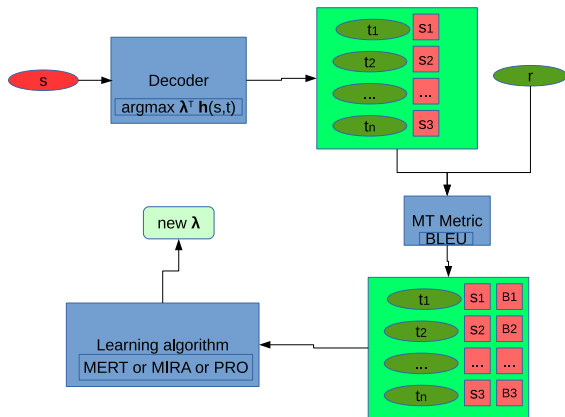 s
Decoder
argmax λᵀ h(s,t)
t1 s1
t2 s2
... ...
tn s3
r
MT Metric
BLEU
new λ
t1 s1 B1
t2 s2 B2
... ... ...
tn s3 B3
Learning algorithm
MERT or MIRA or PRO